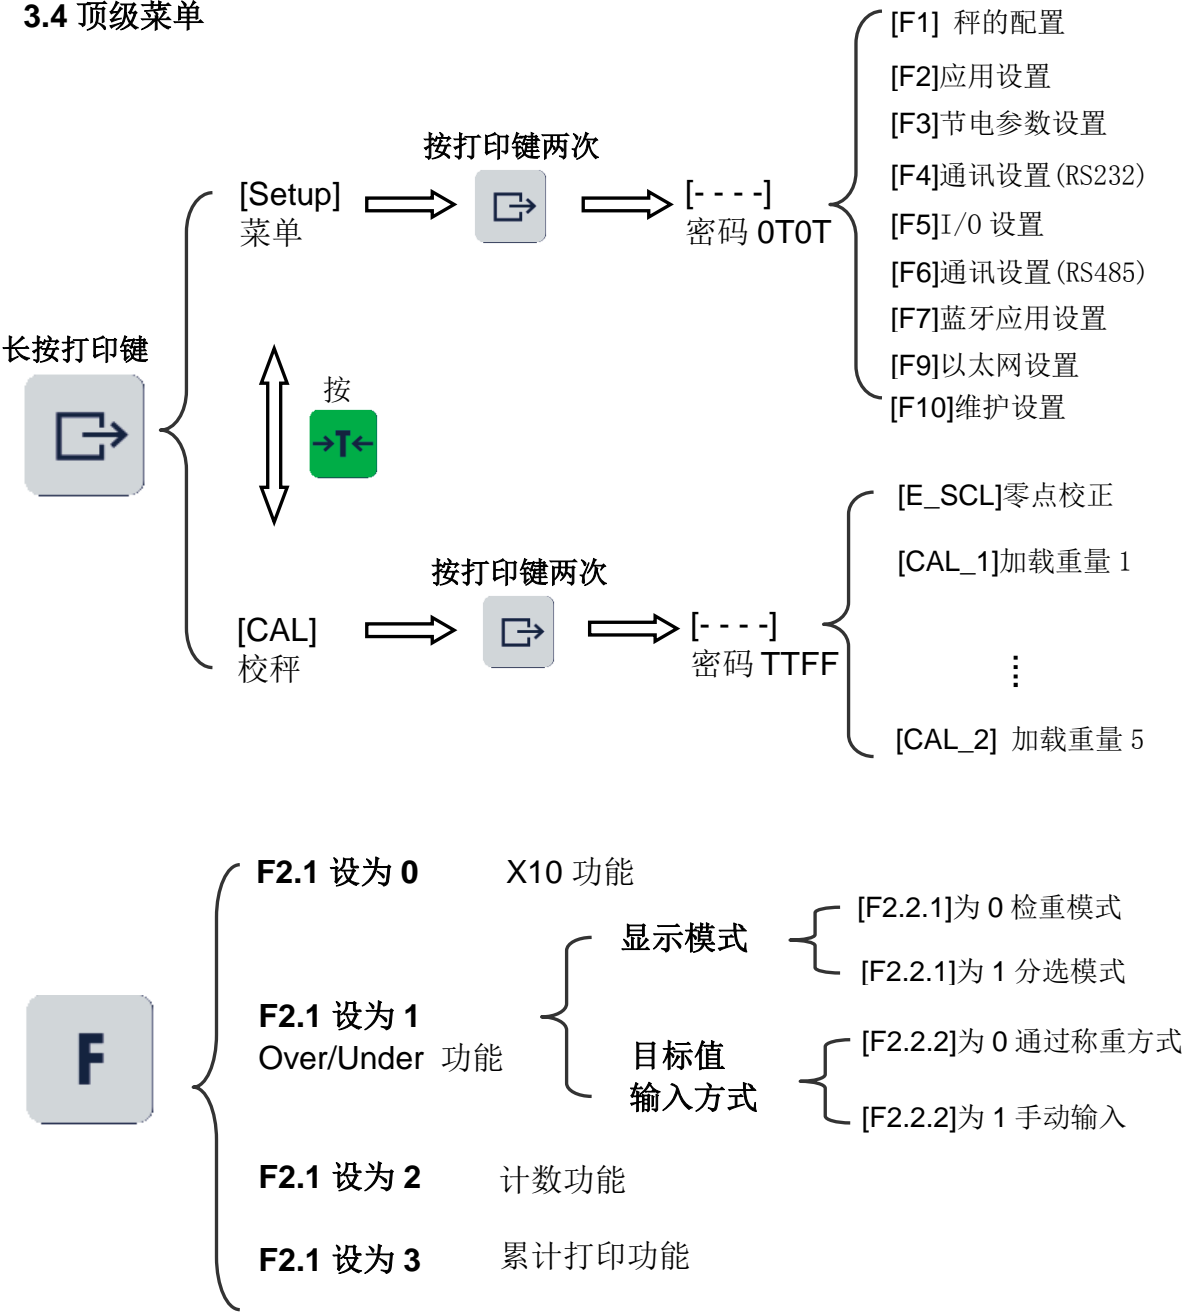 3.4 顶级菜单
[F1] 秤的配置
[F2]应用设置
[F3]节电参数设置
[F4]通讯设置(RS232)
[F5]I/O 设置
[F6]通讯设置(RS485)
[F7]蓝牙应用设置
[F9]以太网设置
[F10]维护设置
按打印键两次
[Setup]
菜单
[- - - -]
密码 0T0T
长按打印键
按
→T←
[E_SCL]零点校正
[CAL_1]加载重量 1
⋮
[CAL_2] 加载重量 5
按打印键两次
[CAL]
校秤
[- - - -]
密码 TTFF
F
F2.1 设为 0 X10 功能
F2.1 设为 1
Over/Under 功能
显示模式
[F2.2.1]为 0 检重模式
[F2.2.1]为 1 分选模式
目标值
输入方式
[F2.2.2]为 0 通过称重方式
[F2.2.2]为 1 手动输入
F2.1 设为 2 计数功能
F2.1 设为 3 累计打印功能